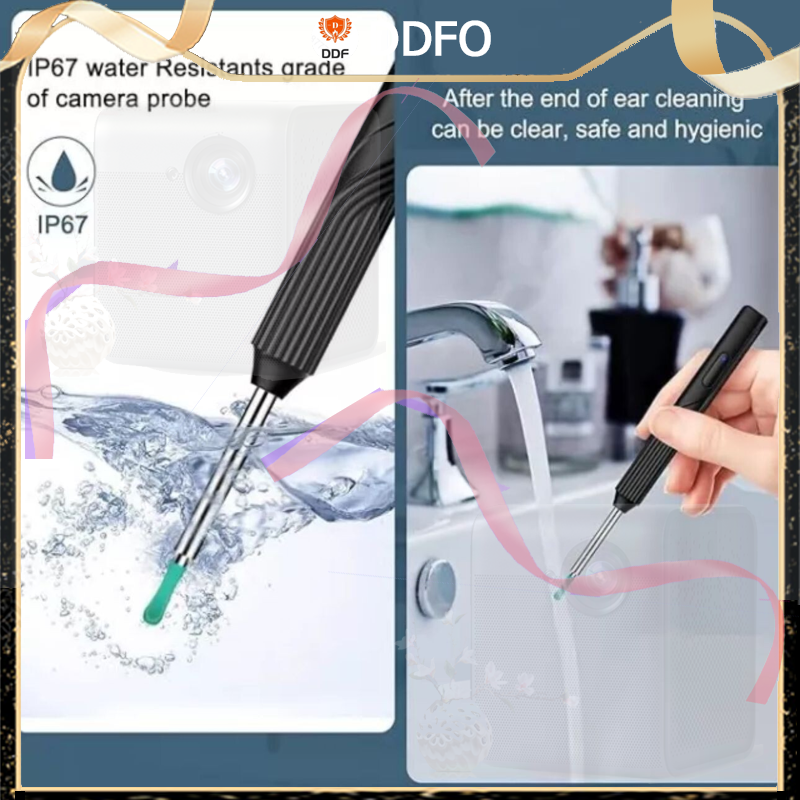 DDF
DDFO
IP67 water Resistants grade
of camera probe
IP67
After the end of ear cleaning
can be clear, safe and hygienic